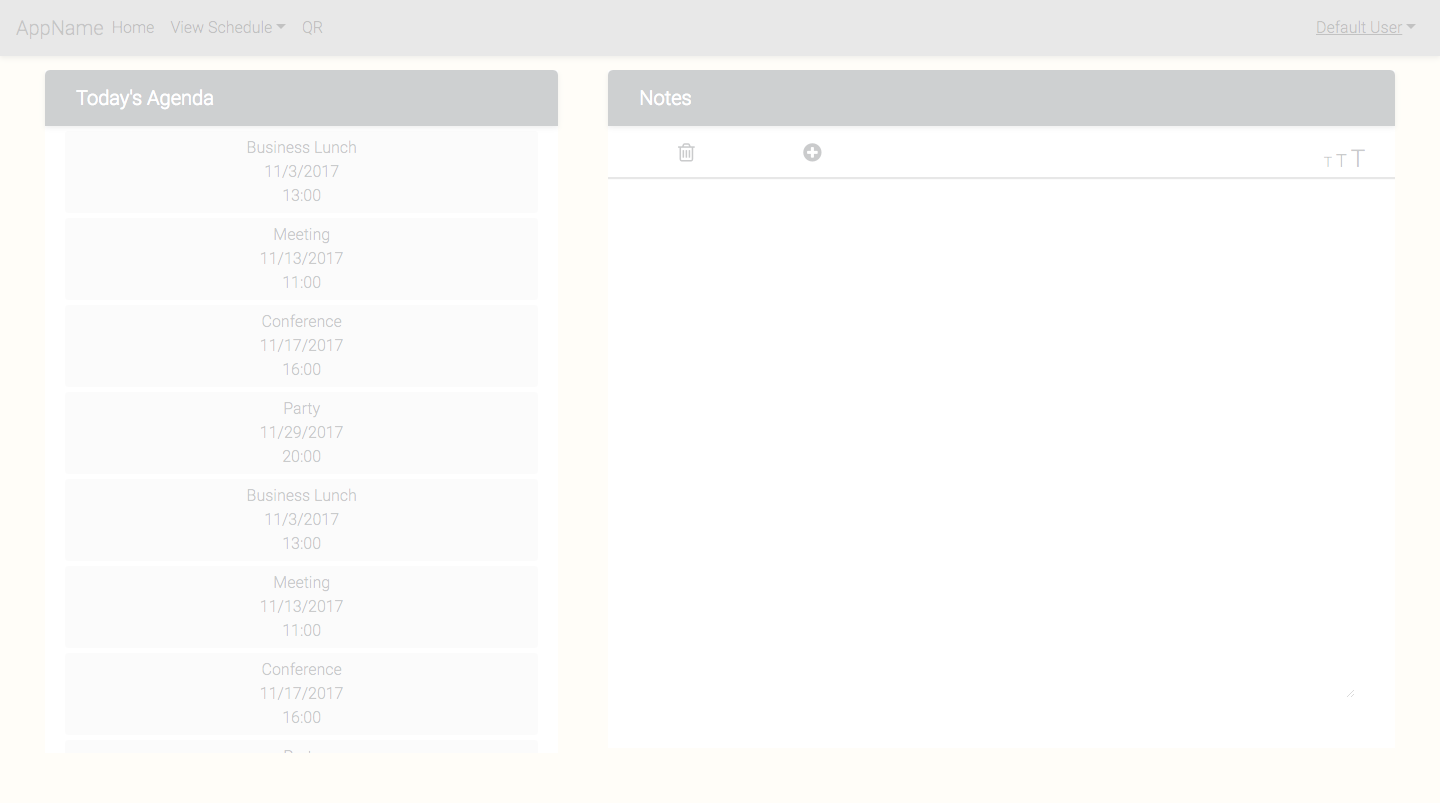 AppName Home View Schedule QR Default User
Today's Agenda
Business Lunch
11/3/2017
13:00
Meeting
11/13/2017
11:00
Conference
11/17/2017
16:00
Party
11/29/2017
20:00
Business Lunch
11/3/2017
13:00
Meeting
11/13/2017
11:00
Conference
11/17/2017
16:00
Notes
T T T